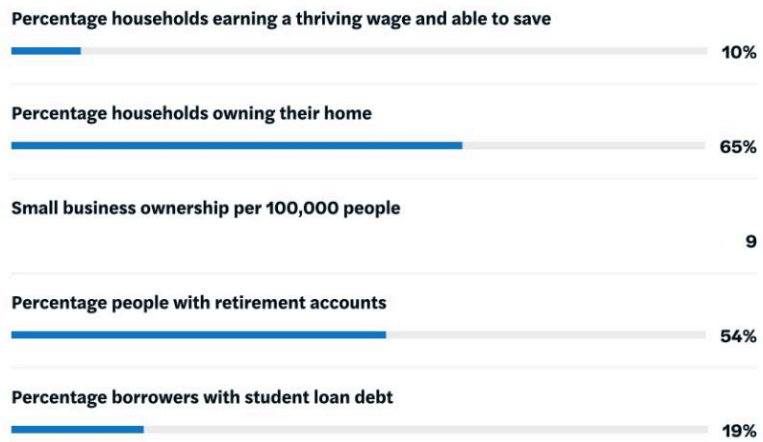 Percentage households earning a thriving wage and able to save
10%
Percentage households owning their home
65%
Small business ownership per 100,000 people
9
Percentage people with retirement accounts
54%
Percentage borrowers with student loan debt
19%